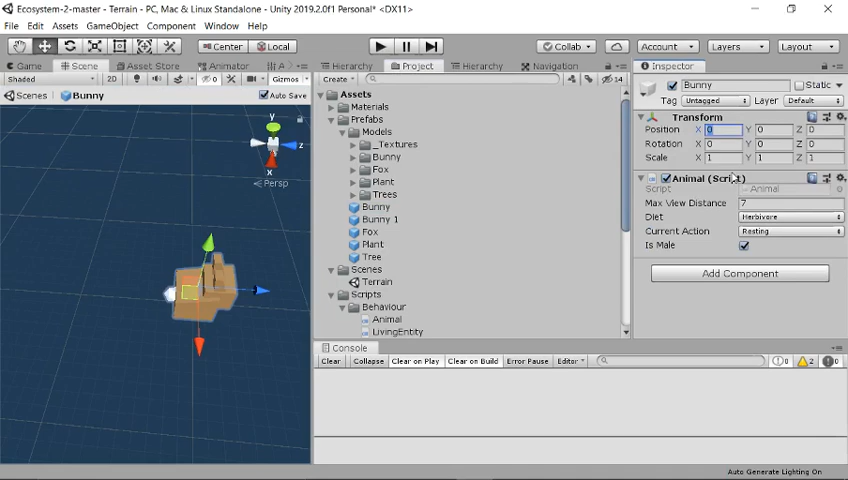 Ecosystem-2-master - Terrain - PC, Mac & Linux Standalone - Unity 2019.2.0f1 Personal* <DX11>
File Edit Assets GameObject Component Window Help
Center Local Collab Account Layers Layout
Game Scene Asset Store Animator A Hierarchy Project Hierarchy Navigation Inspector
Shaded 2D 0 Gizmos Create 14
Scenes Bunny Auto Save
Bunny Static
Tag Untagged Layer Default
Transform
Position X 0 Y 0 Z 0
Rotation X 0 Y 0 Z 0
Scale X 1 Y 1 Z 1
Animal (Script)
Script Animal
Max View Distance 7
Diet Herbivore
Current Action Resting
Is Male
Add Component
y
z
x
Persp
Assets
Materials
Prefabs
Models
_Textures
Bunny
Fox
Plant
Trees
Bunny
Bunny 1
Fox
Plant
Tree
Scenes
Terrain
Scripts
Behaviour
Animal
LivingEntity
Console
Clear Collapse Clear on Play Clear on Build Error Pause Editor 0 2 0
Auto Generate Lighting On